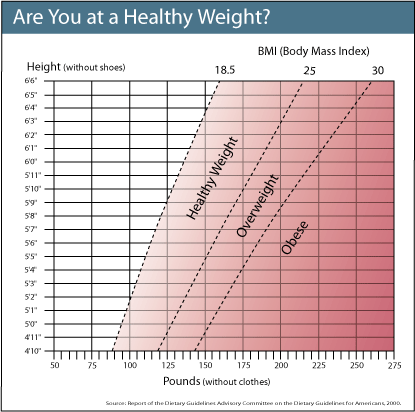 Are You at a Healthy Weight?
BMI (Body Mass Index)
Height (without shoes)
18.5 25 30
6'6"
6'5"
6'4"
6'3"
6'2"
6'1"
6'0"
5'11"
5'10"
5'9"
5'8"
5'7"
5'6"
5'5"
5'4"
5'3"
5'2"
5'1"
5'0"
4'11"
4'10"
Healthy Weight
Overweight
Obese
50 75 100 125 150 175 200 225 250 275
Pounds (without clothes)
Source: Report of the Dietary Guidelines Advisory Committee on the Dietary Guidelines for Americans, 2000.